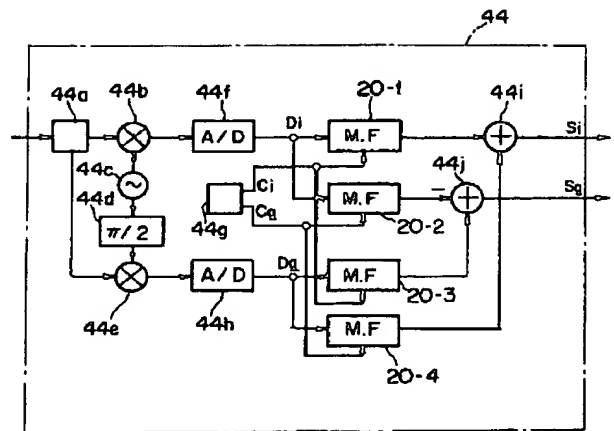 44
44a
44b
44f
20-1
44i
A/D
Di
M.F
Si
44c
Ci
44j
Sq
44d
Cq
M.F
π/2
44g
20-2
Dq
A/D
M.F
20-3
44e
44h
M.F
20-4